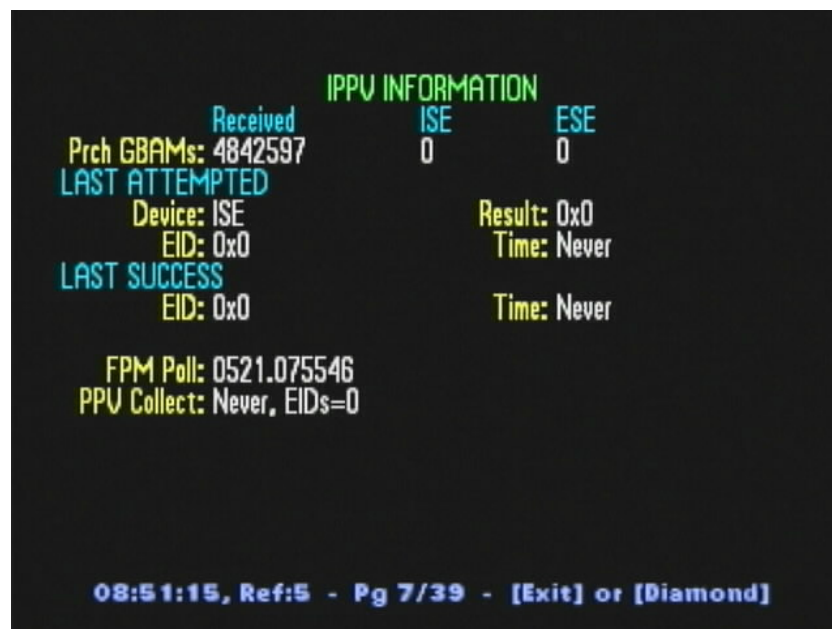 IPPV INFORMATION
Received ISE ESE
Prch GBAMs: 4842597 0 0
LAST ATTEMPTED
Device: ISE Result: 0x0
EID: 0x0 Time: Never
LAST SUCCESS
EID: 0x0 Time: Never
FPM Poll: 0521.075546
PPV Collect: Never, EIDs=0
08:51:15, Ref:5 - Pg 7/39 - [Exit] or [Diamond]